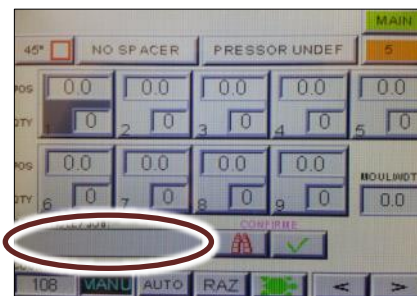 MAIN
45° NO SPACER PRESSOR UNDEF 5
POS 0.0 0.0 0.0 0.0 0.0
QTY 1 0 2 0 3 0 4 0 5 0
POS 0.0 0.0 0.0 0.0 MOULWDT
QTY 6 0 7 0 8 0 9 0 0.0
CONFIRME
108 MANU AUTO RAZ < >